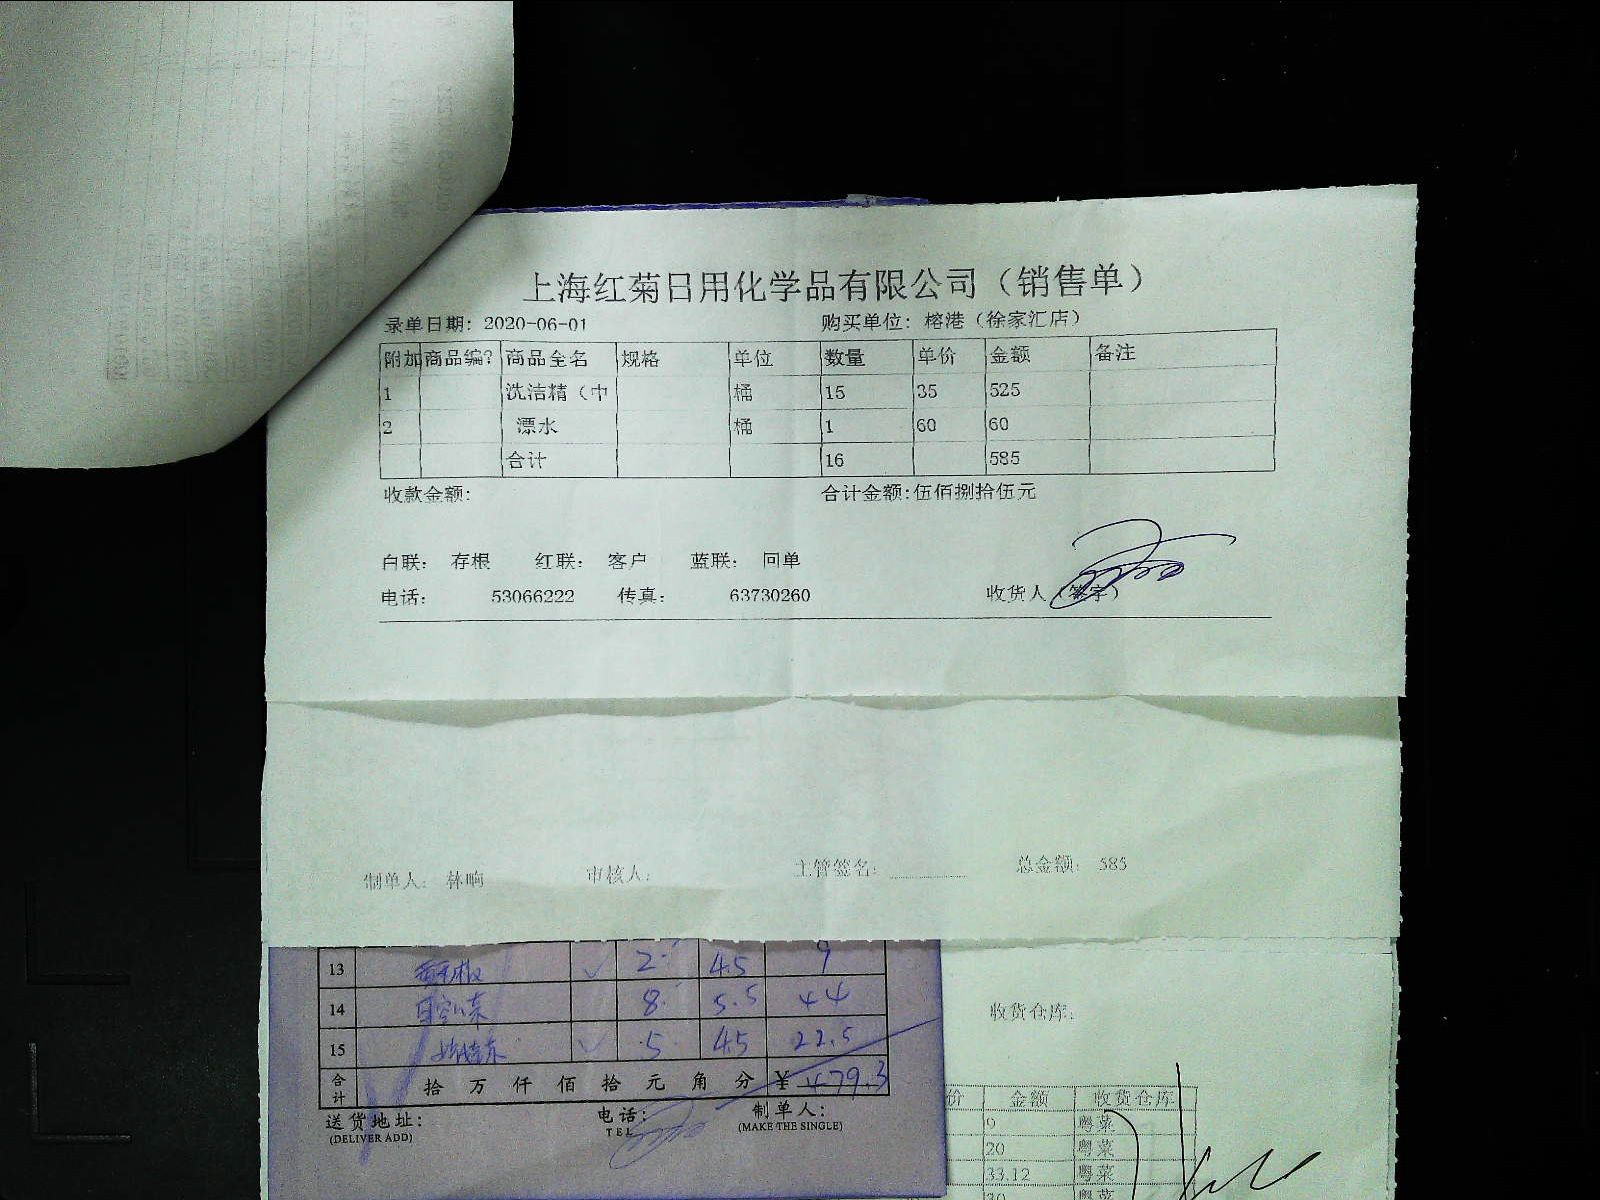 上海红菊日用化学品有限公司（销售单）
录单日期：2020-06-01 购买单位：榕港（徐家汇店）
附加 商品编? 商品全名 规格 单位 数量 单价 金额 备注
1 洗洁精（中 桶 15 35 525
2 漂水 桶 1 60 60
合计 16 585
收款金额： 合计金额:伍佰捌拾伍元
白联： 存根 红联： 客户 蓝联： 回单
电话： 53066222 传真： 63730260 收货人（签字）
制单人： 林响 审核人： 主管签名： 总金额： 585
13 2 4.5 9
14 8 5.5 44
15 5 4.5 22.5
合计 拾 万 仟 佰 拾 元 角 分 ¥ 479.3
送货地址： 电话： 制单人：
(DELIVER ADD) TEL (MAKE THE SINGLE)
收货仓库：
价 金额 收货仓库
9 粤菜
20 粤菜
33.12 粤菜
30 粤菜